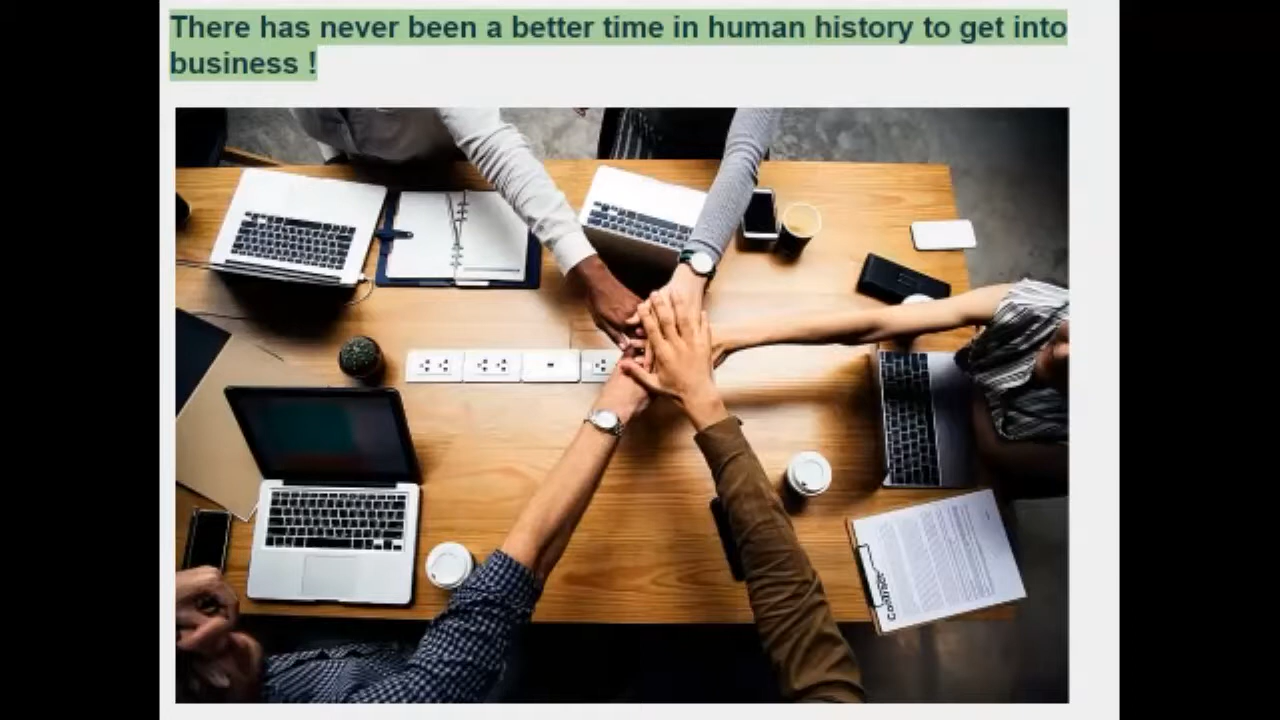 There has never been a better time in human history to get into
business !
Contract